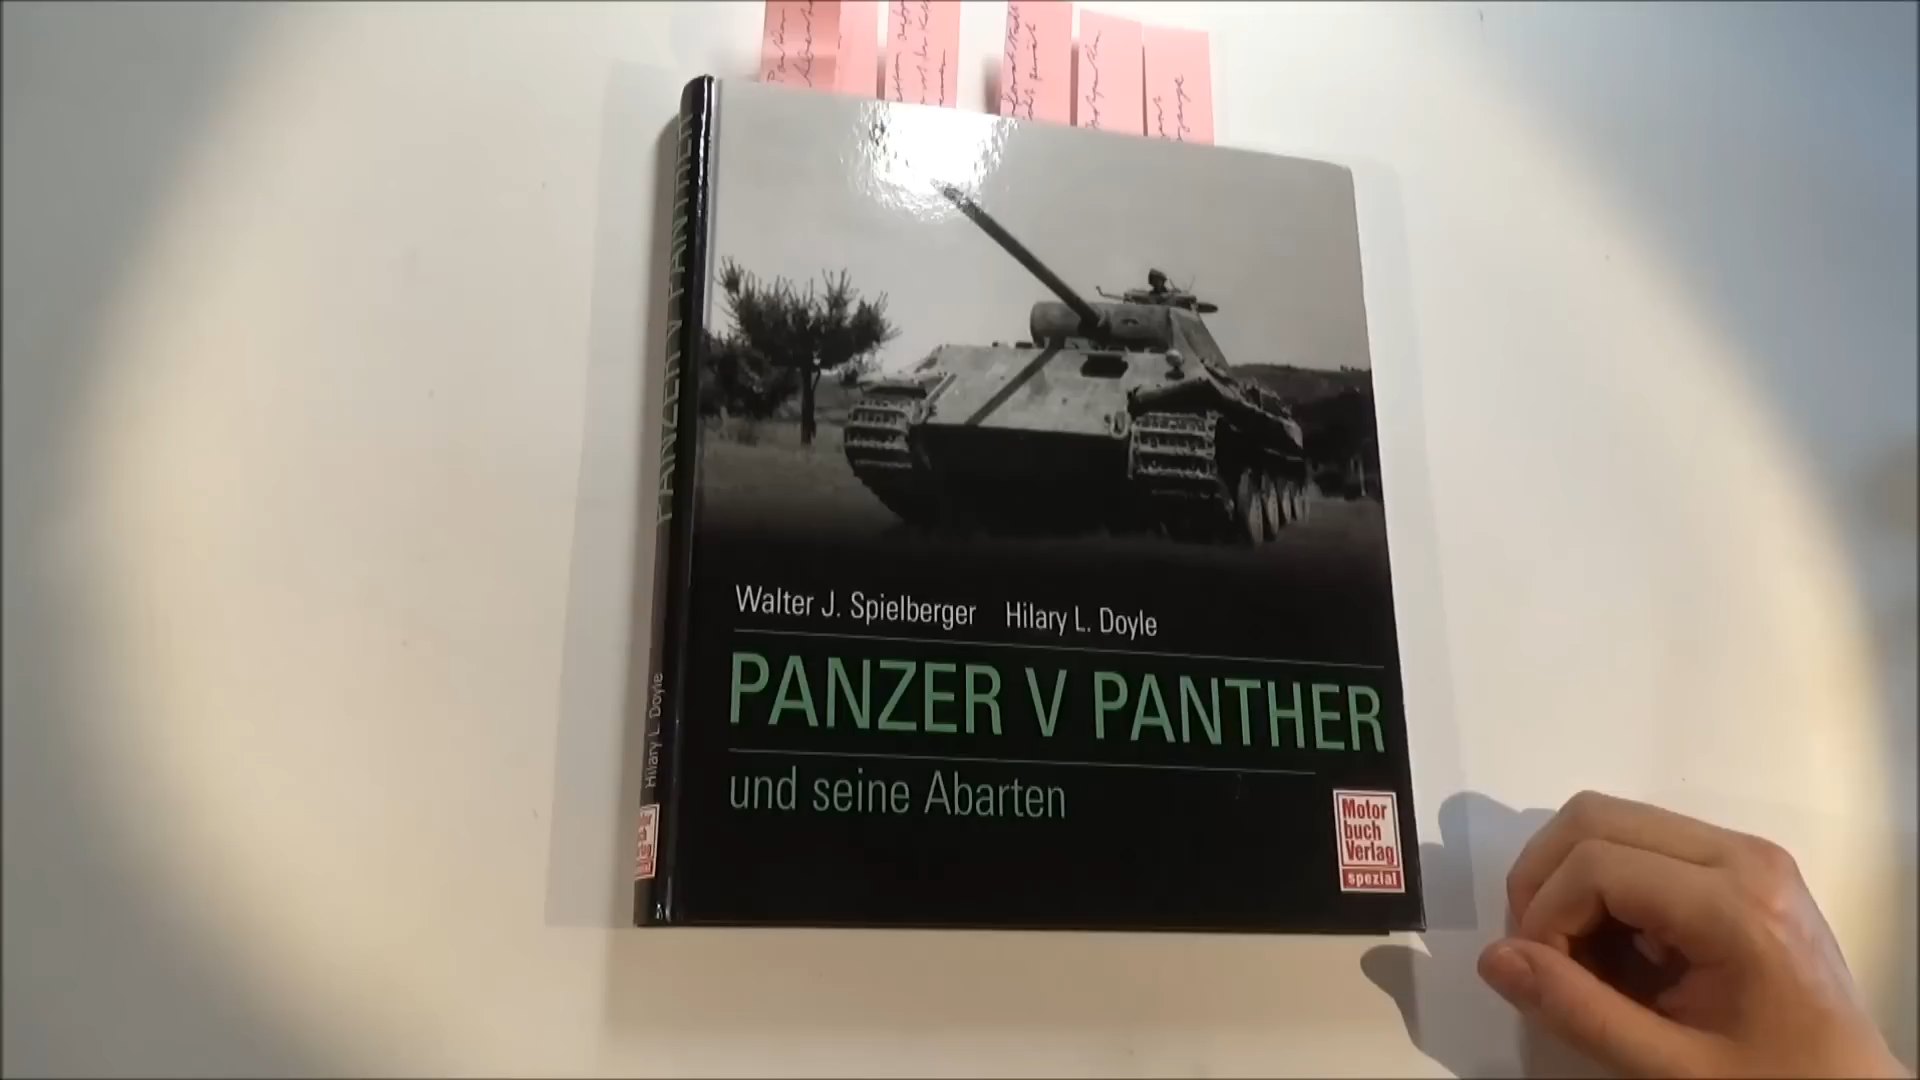 Walter J. Spielberger Hilary L. Doyle
PANZER V PANTHER
und seine Abarten
Motor
buch
Verlag
spezial
PANZER V PANTHER
Hilary L. Doyle